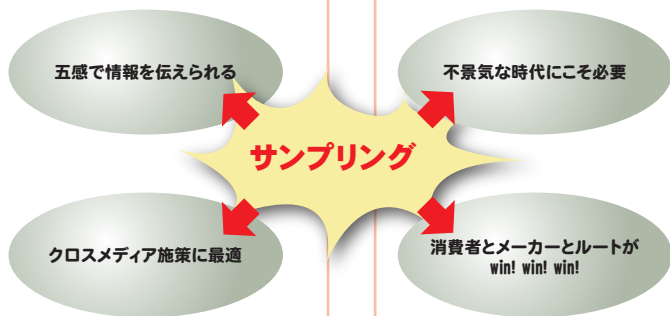 五感で情報を伝えられる
不景気な時代にこそ必要
サンプリング
クロスメディア施策に最適
消費者とメーカーとルートが
win! win! win!